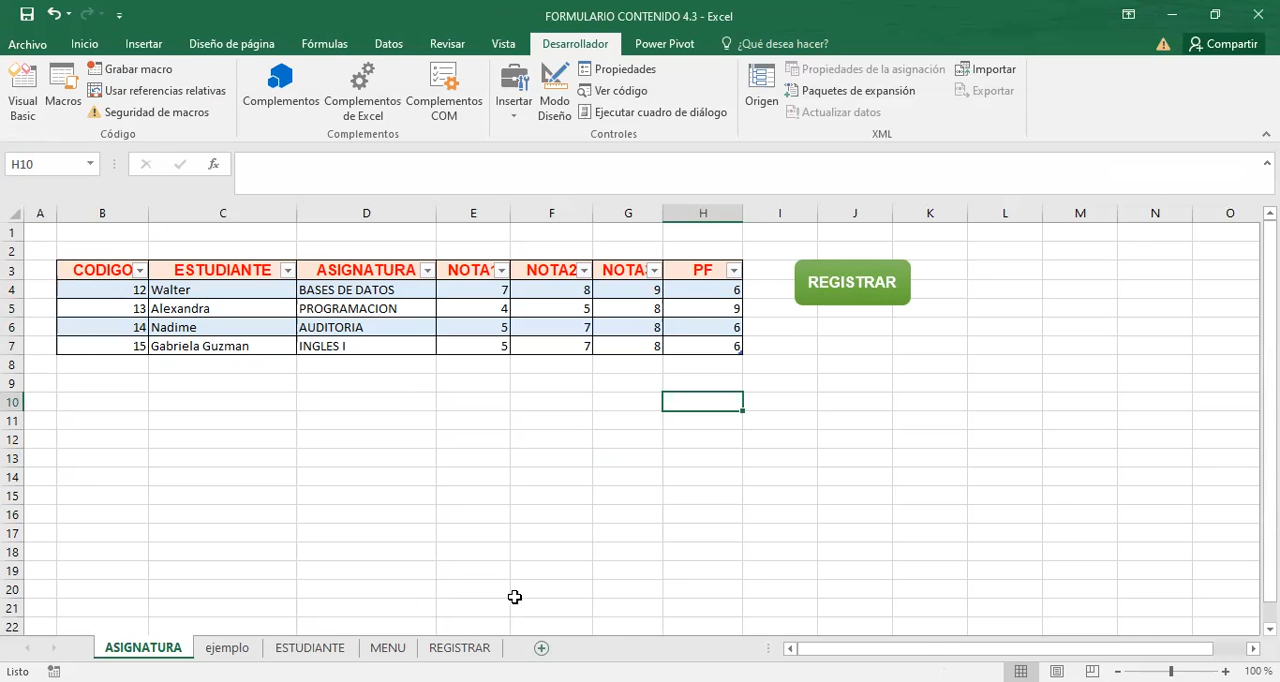 FORMULARIO CONTENIDO 4.3 - Excel
Archivo Inicio Insertar Diseño de página Fórmulas Datos Revisar Vista Desarrollador Power Pivot ¿Qué desea hacer? Compartir
Visual Basic
Macros
Grabar macro
Usar referencias relativas
Seguridad de macros
Código
Complementos
Complementos de Excel
Complementos COM
Complementos
Insertar
Modo Diseño
Propiedades
Ver código
Ejecutar cuadro de diálogo
Controles
Origen
Propiedades de la asignación
Paquetes de expansión
Actualizar datos
Importar
Exportar
XML
H10 fx
A B C D E F G H I J K L M N O
1
2
3 CODIGO ESTUDIANTE ASIGNATURA NOTA1 NOTA2 NOTA3 PF REGISTRAR
4 12 Walter BASES DE DATOS 7 8 9 6
5 13 Alexandra PROGRAMACION 4 5 8 9
6 14 Nadime AUDITORIA 5 7 8 6
7 15 Gabriela Guzman INGLES I 5 7 8 6
8
9
10
11
12
13
14
15
16
17
18
19
20
21
22
ASIGNATURA ejemplo ESTUDIANTE MENU REGISTRAR
Listo 100 %